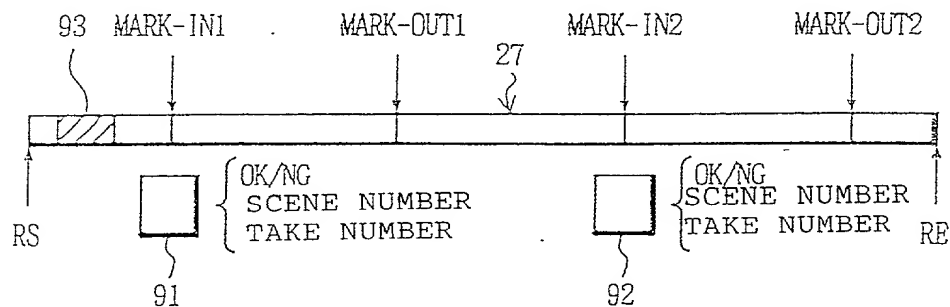 93 MARK-IN1 MARK-OUT1 MARK-IN2 MARK-OUT2
27
OK/NG OK/NG
SCENE NUMBER SCENE NUMBER
TAKE NUMBER TAKE NUMBER
RS RE
91 92